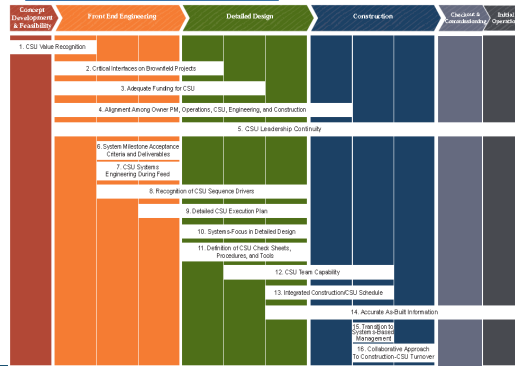 Concept
Development
& Feasibility
Front End Engineering
Detailed Design
Construction
Checkout &
Commissioning
Initial
Operations
1. CSU Value Recognition
2. Critical Interfaces on Brownfield Projects
3. Adequate Funding for CSU
4. Alignment Among Owner PM, Operations, CSU, Engineering, and Construction
5. CSU Leadership Continuity
6. System Milestone Acceptance
Criteria and Deliverables
7. CSU Systems
Engineering During Feed
8. Recognition of CSU Sequence Drivers
9. Detailed CSU Execution Plan
10. Systems-Focus in Detailed Design
11. Definition of CSU Check Sheets,
Procedures, and Tools
12. CSU Team Capability
13. Integrated Construction/CSU Schedule
14. Accurate As-Built Information
15. Transition to
Systems-Based
Management
16. Collaborative Approach
To Construction-CSU Turnover